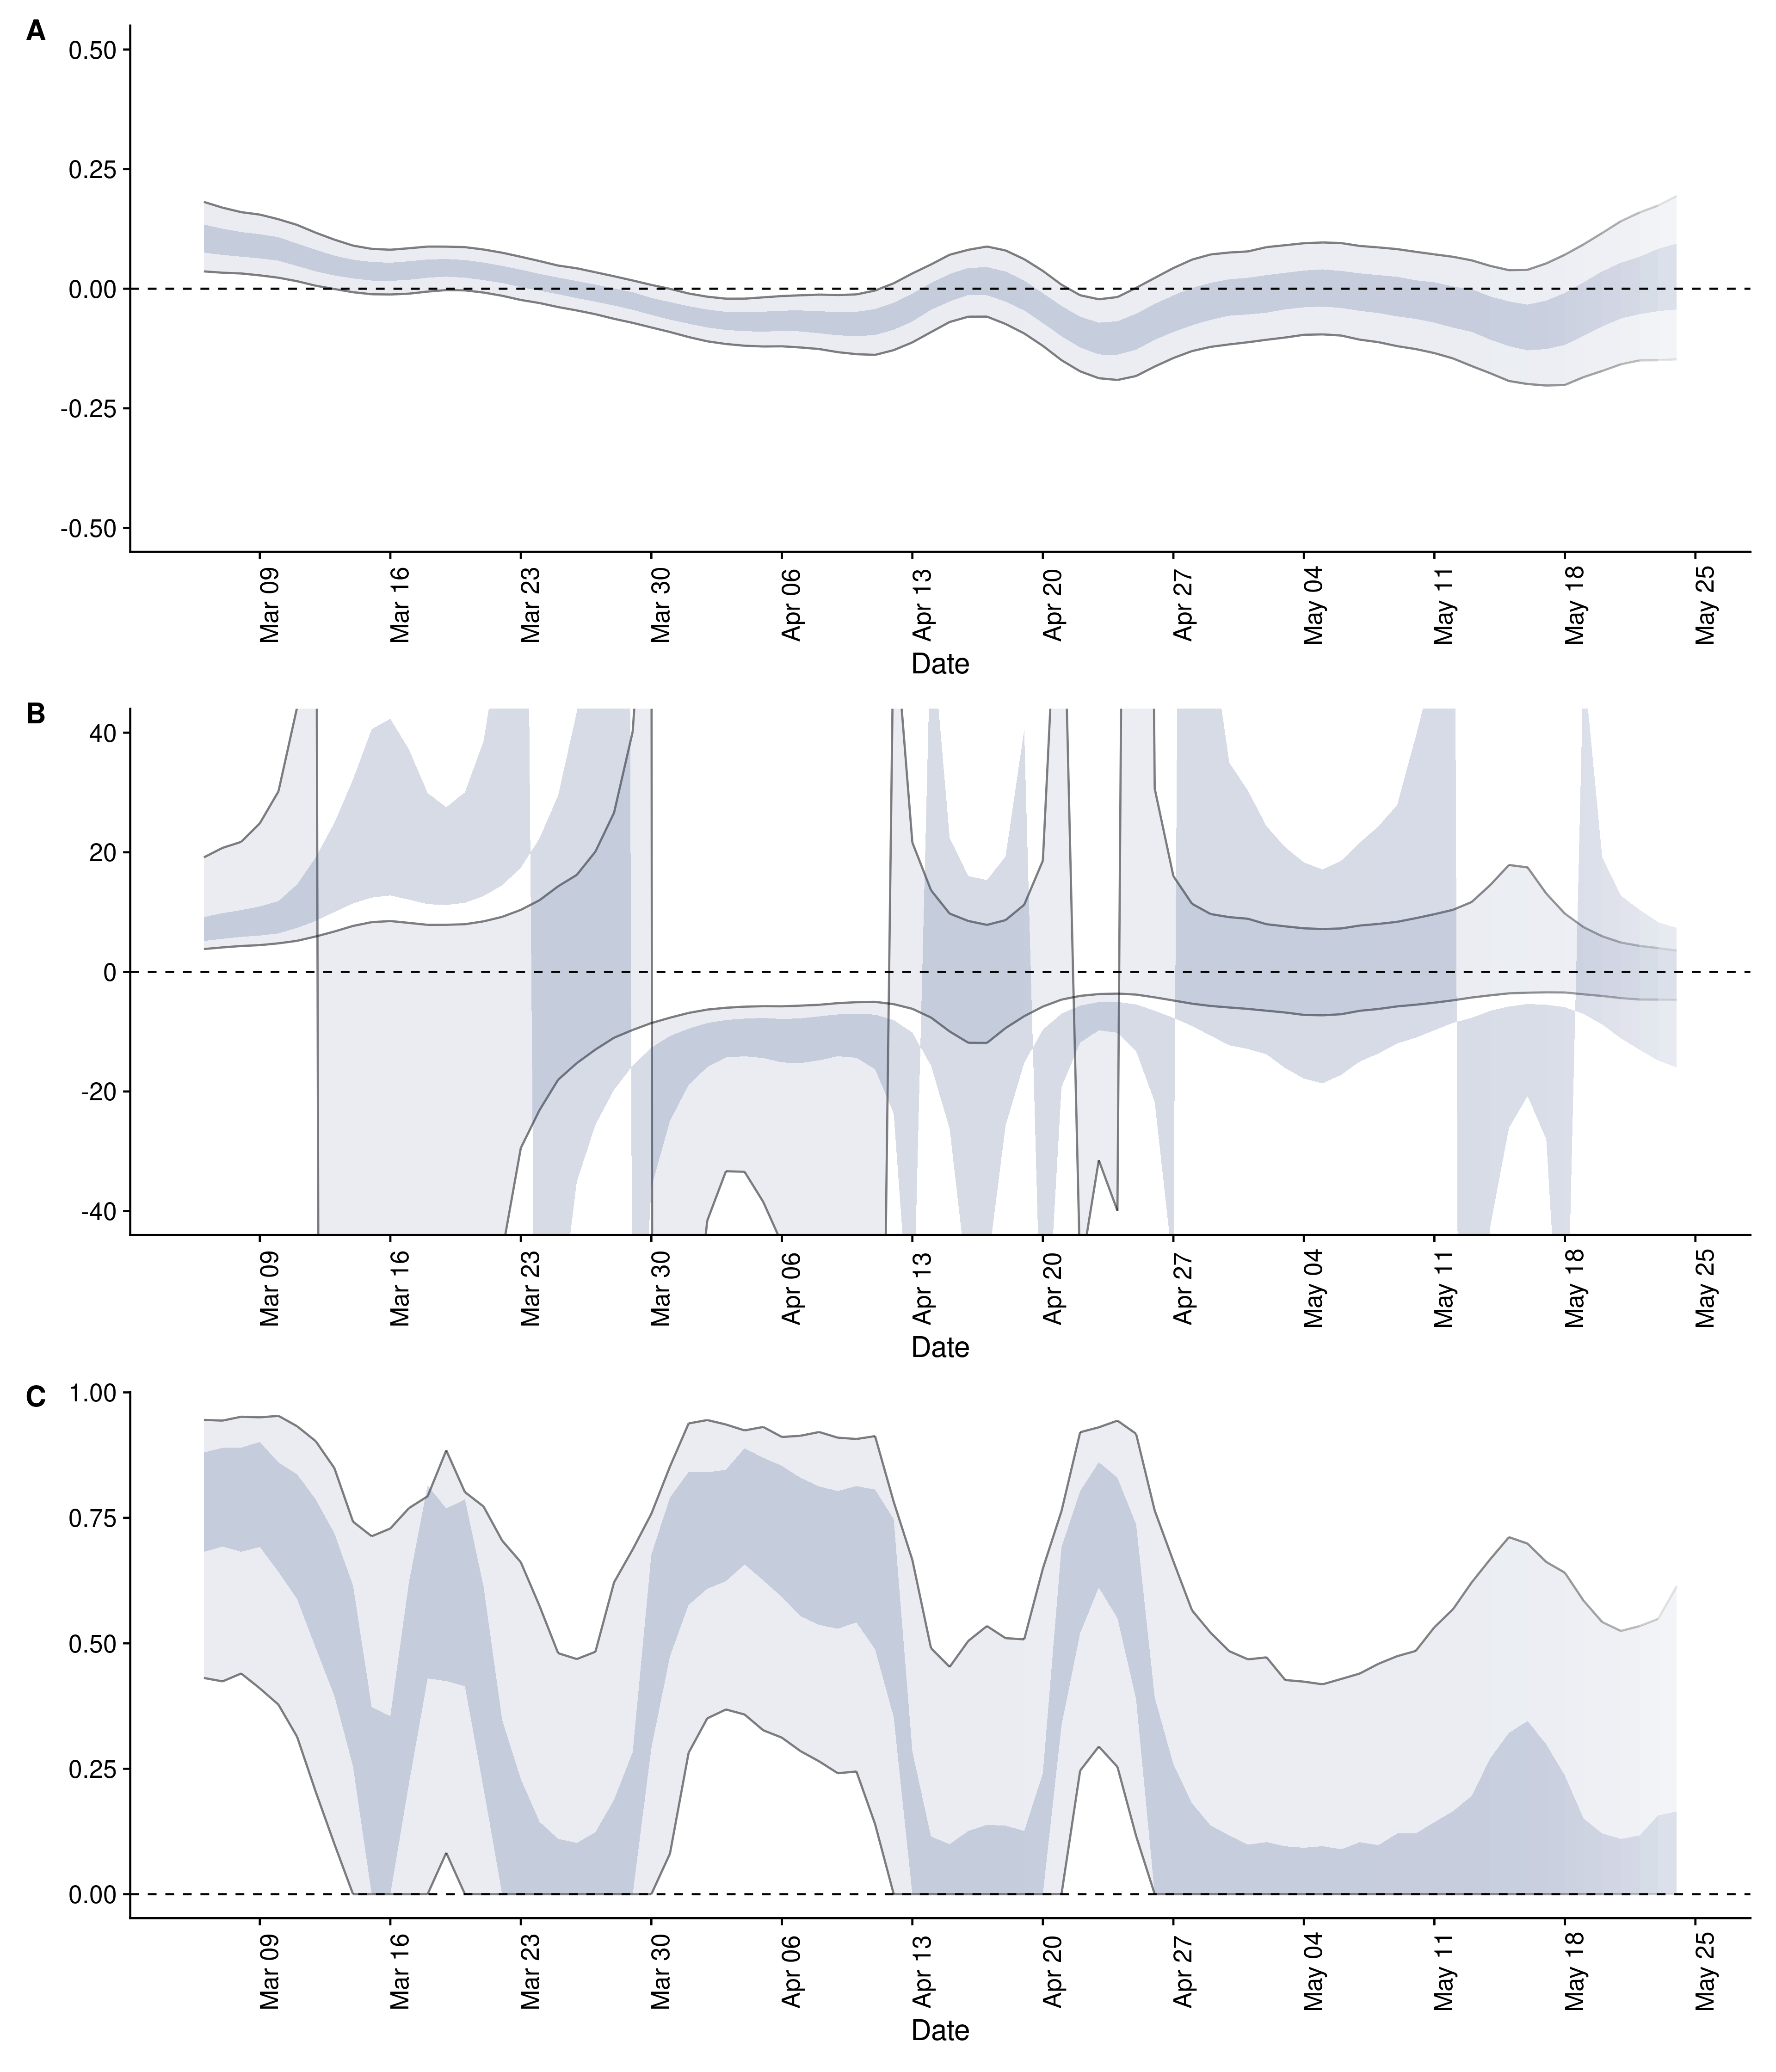 A
0.50
0.25
0.00
-0.25
-0.50
Mar 09
Mar 16
Mar 23
Mar 30
Apr 06
Apr 13
Apr 20
Apr 27
May 04
May 11
May 18
May 25
Date
B
40
20
0
-20
-40
Mar 09
Mar 16
Mar 23
Mar 30
Apr 06
Apr 13
Apr 20
Apr 27
May 04
May 11
May 18
May 25
Date
C
1.00
0.75
0.50
0.25
0.00
Mar 09
Mar 16
Mar 23
Mar 30
Apr 06
Apr 13
Apr 20
Apr 27
May 04
May 11
May 18
May 25
Date